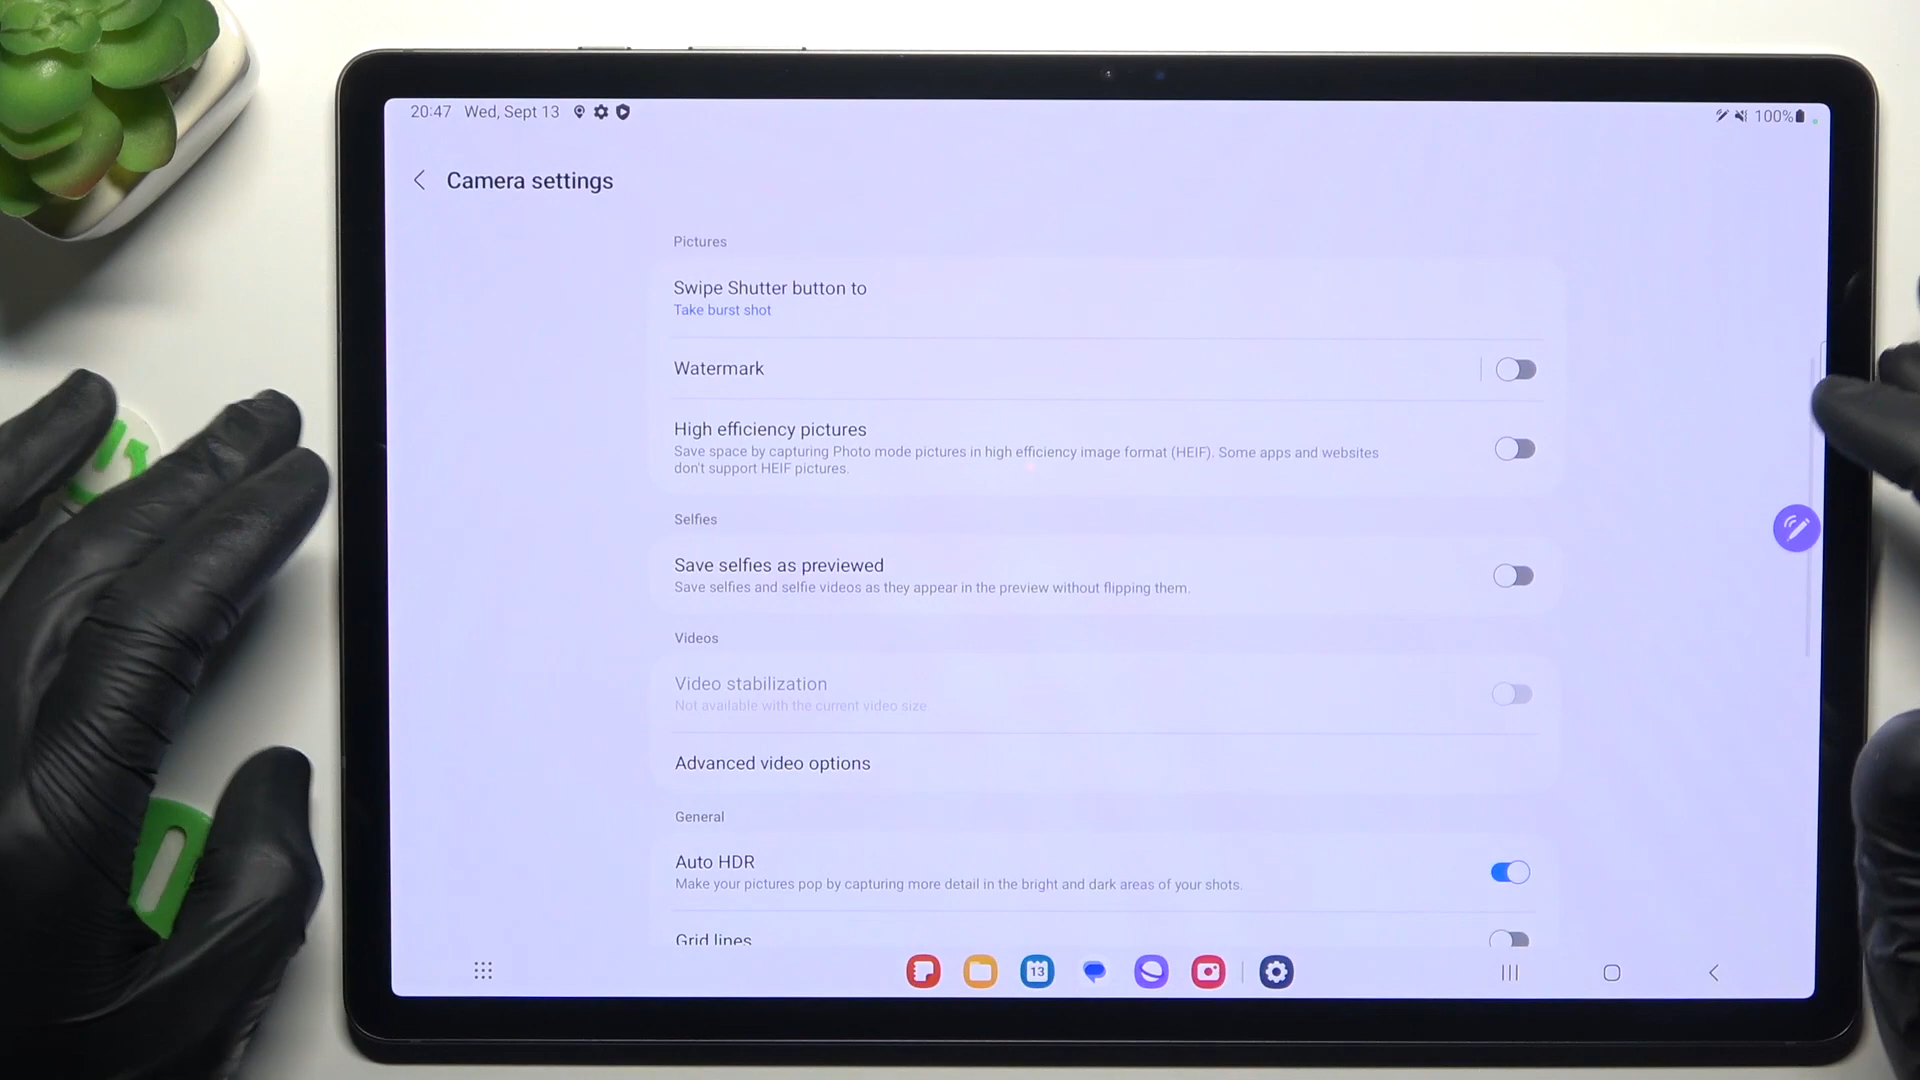 20:47 Wed, Sept 13
100%
Camera settings
Pictures
Swipe Shutter button to
Take burst shot
Watermark
High efficiency pictures
Save space by capturing Photo mode pictures in high efficiency image format (HEIF). Some apps and websites
don't support HEIF pictures.
Selfies
Save selfies as previewed
Save selfies and selfie videos as they appear in the preview without flipping them.
Videos
Video stabilization
Not available with the current video size.
Advanced video options
General
Auto HDR
Make your pictures pop by capturing more detail in the bright and dark areas of your shots.
Grid lines
13